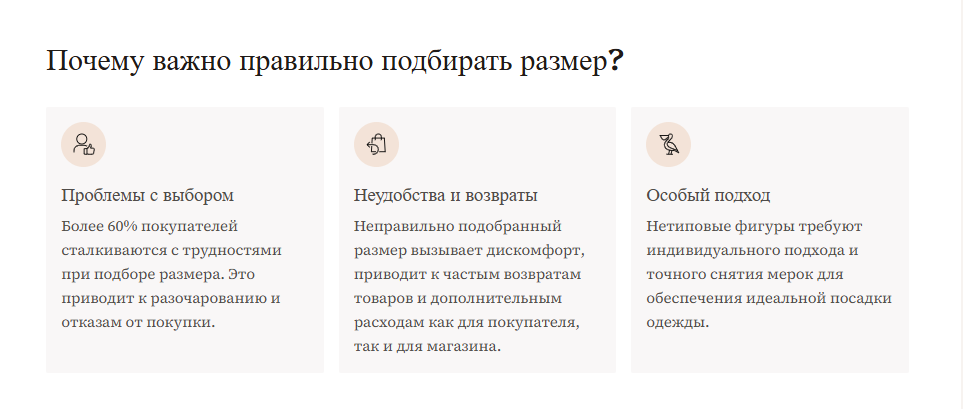 Почему важно правильно подбирать размер?
Проблемы с выбором
Более 60% покупателей
сталкиваются с трудностями
при подборе размера. Это
приводит к разочарованию и
отказам от покупки.
Неудобства и возвраты
Неправильно подобранный
размер вызывает дискомфорт,
приводит к частым возвратам
товаров и дополнительным
расходам как для покупателя,
так и для магазина.
Особый подход
Нетиповые фигуры требуют
индивидуального подхода и
точного снятия мерок для
обеспечения идеальной посадки
одежды.